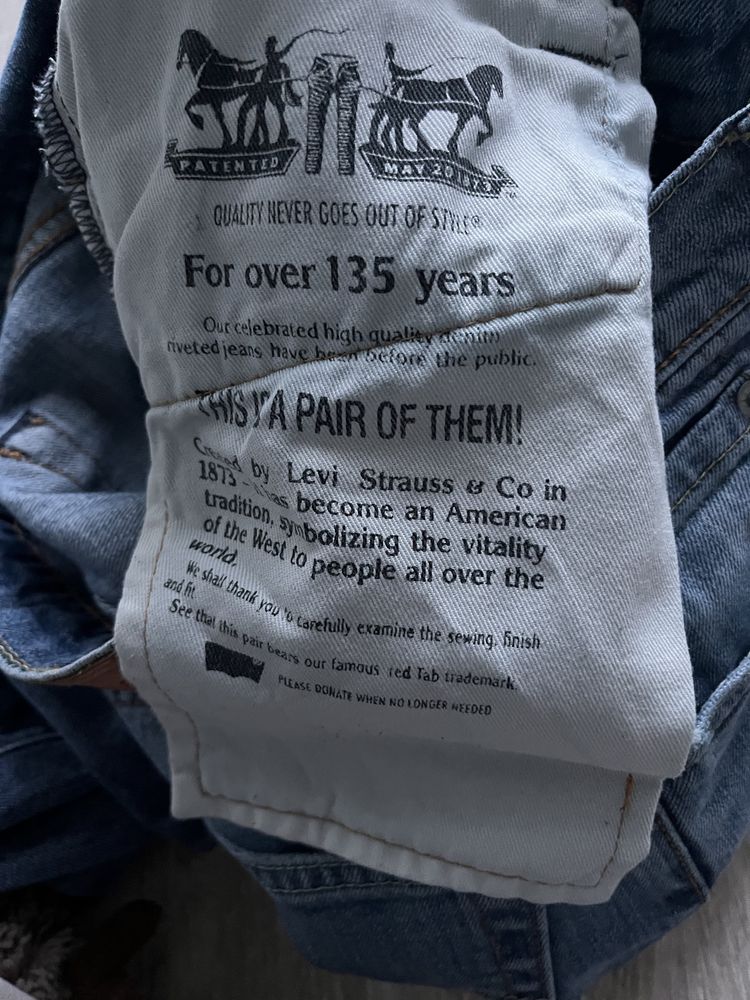 PATENTED
MAY 20 1873
QUALITY NEVER GOES OUT OF STYLE®
For over 135 years
Our celebrated high quality denim
riveted jeans have been before the public.
THIS IS A PAIR OF THEM!
Created by Levi Strauss & Co in
1873 - it has become an American
tradition, symbolizing the vitality
of the West to people all over the
world.
We shall thank you to carefully examine the sewing, finish
and fit
See that this pair bears our famous red Tab trademark.
PLEASE DONATE WHEN NO LONGER NEEDED